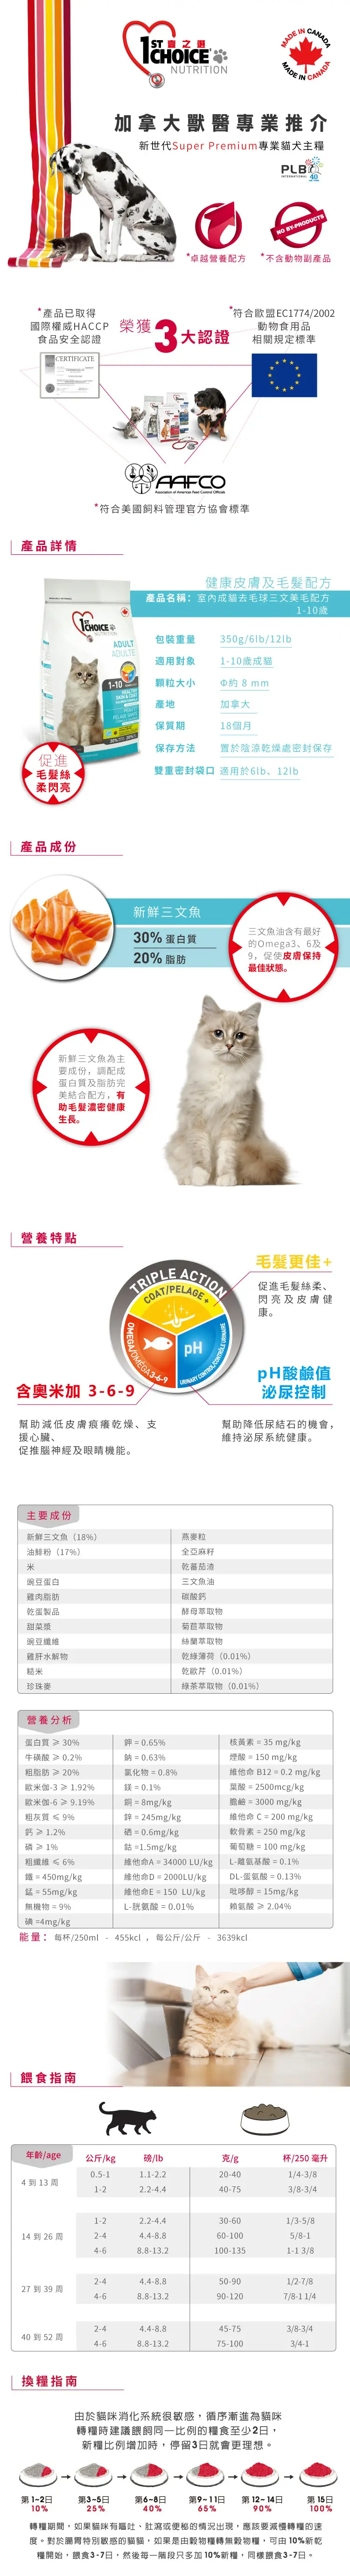 1ST 喜之選
CHOICE
NUTRITION
MADE IN CANADA
MADE IN CANADA
加拿大獸醫專業推介
新世代Super Premium專業貓犬主糧
PLB
INTERNATIONAL
40
NO BY-PRODUCTS
*卓越營養配方
*不含動物副產品
*產品已取得
國際權威HACCP
食品安全認證
榮獲3大認證
*符合歐盟EC1774/2002
動物食用品
相關規定標準
CERTIFICATE
AAFCO
Association of American Feed Control Officials
*符合美國飼料管理官方協會標準
產品詳情
健康皮膚及毛髮配方
產品名稱：室內成貓去毛球三文美毛配方
1-10歲
1ST
CHOICE
NUTRITION
ADULT
ADULTE
1-10
HEALTHY
SKIN & COAT
促進
毛髮絲
柔閃亮
包裝重量 350g/6lb/12lb
適用對象 1-10歲成貓
顆粒大小 Φ約 8 mm
產地 加拿大
保質期 18個月
保存方法 置於陰涼乾燥處密封保存
雙重密封袋口 適用於6lb、12lb
產品成份
新鮮三文魚
30% 蛋白質
20% 脂肪
三文魚油含有最好
的Omega3、6及
9，促使皮膚保持
最佳狀態。
新鮮三文魚為主
要成份，調配成
蛋白質及脂肪完
美結合配方，有
助毛髮濃密健康
生長。
營養特點
毛髮更佳+
促進毛髮絲柔、
閃亮及皮膚健
康。
TRIPLE ACTION
COAT/PELAGE+
OMEGA/OMÉGA 3-6-9
pH
URINARY CONTROL/CONTRÔLE URINAIRE
含奧米加 3-6-9
幫助減低皮膚痕癢乾燥、支
援心臟、
促推腦神經及眼晴機能。
pH酸鹼值
泌尿控制
幫助降低尿結石的機會，
維持泌尿系統健康。
主要成份
新鮮三文魚（18%） 燕麥粒
油鯡粉（17%） 全亞麻籽
米 乾蕃茄渣
豌豆蛋白 三文魚油
雞肉脂肪 碳酸鈣
乾蛋製品 酵母萃取物
甜菜漿 菊苣萃取物
豌豆纖維 絲蘭萃取物
雞肝水解物 乾綠薄荷（0.01%）
糙米 乾歐芹（0.01%）
珍珠麥 綠茶萃取物（0.01%）
營養分析
蛋白質 ≥ 30% 鉀 = 0.65% 核黃素 = 35 mg/kg
牛磺酸 ≥ 0.2% 鈉 = 0.63% 煙酸 = 150 mg/kg
粗脂肪 ≥ 20% 氯化物 = 0.8% 維他命 B12 = 0.2 mg/kg
歐米伽-3 ≥ 1.92% 鎂 = 0.1% 葉酸 = 2500mcg/kg
歐米伽-6 ≥ 9.19% 銅 = 8mg/kg 膽鹼 = 3000 mg/kg
粗灰質 ≤ 9% 鋅 = 245mg/kg 維他命 C = 200 mg/kg
鈣 ≥ 1.2% 硒 = 0.6mg/kg 軟骨素 = 250 mg/kg
磷 ≥ 1% 鈷 =1.5mg/kg 葡萄糖 = 100 mg/kg
粗纖維 ≤ 6% 維他命A = 34000 LU/kg L-離氨基酸 = 0.1%
鐵 = 450mg/kg 維他命D = 2000LU/kg DL-蛋氨酸 = 0.13%
錳 = 55mg/kg 維他命E = 150 LU/kg 吡哆醇 = 15mg/kg
無機物 = 9% L-胱氨酸 = 0.01% 賴氨酸 ≥ 2.04%
碘 =4mg/kg
能量： 每杯/250ml - 455kcl ，每公斤/公斤 - 3639kcl
餵食指南
年齡/age 公斤/kg 磅/lb 克/g 杯/250 毫升
4 到 13 周
0.5-1 1.1-2.2 20-40 1/4-3/8
1-2 2.2-4.4 40-75 3/8-3/4
14 到 26 周
1-2 2.2-4.4 30-60 1/3-5/8
2-4 4.4-8.8 60-100 5/8-1
4-6 8.8-13.2 100-135 1-1 3/8
27 到 39 周
2-4 4.4-8.8 50-90 1/2-7/8
4-6 8.8-13.2 90-120 7/8-1 1/4
40 到 52 周
2-4 4.4-8.8 45-75 3/8-3/4
4-6 8.8-13.2 75-100 3/4-1
換糧指南
由於貓咪消化系統很敏感，循序漸進為貓咪
轉糧時建議餵飼同一比例的糧食至少2日，
新糧比例增加時，停留3日就會更理想。
第 1~2日 第3~5日 第6~8日 第9~11日 第 12~ 14日 第 15日
10% 25% 40% 65% 90% 100%
轉糧期間，如果貓咪有嘔吐，肚瀉或便秘的情況出現，應該要減慢轉糧的速
度。對於腸胃特別敏感的貓貓，如果是由穀物糧轉無穀物糧，可由 10%新乾
糧開始，餵食3-7日，然後每一階段只多加 10%新糧，同樣餵食3-7日。